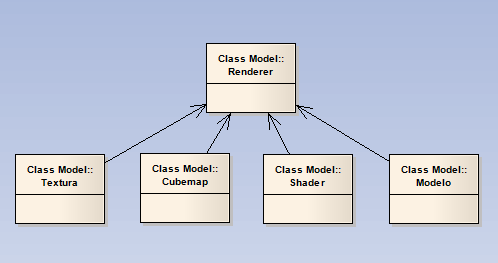 Class Model::
Renderer
Class Model::
Textura
Class Model::
Cubemap
Class Model::
Shader
Class Model::
Modelo